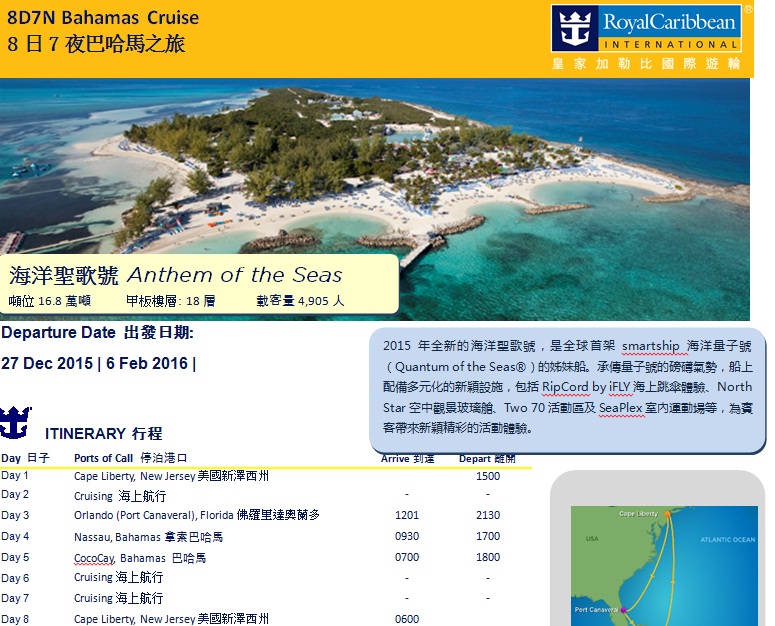 8D7N Bahamas Cruise
8 日 7 夜巴哈馬之旅
RoyalCaribbean®
INTERNATIONAL
皇家加勒比國際遊輪
海洋聖歌號 Anthem of the Seas
噸位 16.8 萬噸 甲板樓層: 18 層 載客量 4,905 人
Departure Date 出發日期:
27 Dec 2015 | 6 Feb 2016 |
2015 年全新的海洋聖歌號，是全球首架 smartship 海洋量子號
（Quantum of the Seas®）的姊妹船。承傳量子號的磅礡氣勢，船上
配備多元化的新穎設施，包括 RipCord by iFLY 海上跳傘體驗、North
Star 空中觀景玻璃艙、Two 70 活動區及 SeaPlex 室內運動場等，為賓
客帶來新穎精彩的活動體驗。
ITINERARY 行程
Day 日子 Ports of Call 停泊港口 Arrive 到達 Depart 離開
Day 1 Cape Liberty, New Jersey 美國新澤西州 1500
Day 2 Cruising 海上航行 - -
Day 3 Orlando (Port Canaveral), Florida 佛羅里達奧蘭多 1201 2130
Day 4 Nassau, Bahamas 拿索巴哈馬 0930 1700
Day 5 CocoCay, Bahamas 巴哈馬 0700 1800
Day 6 Cruising 海上航行 - -
Day 7 Cruising 海上航行 - -
Day 8 Cape Liberty, New Jersey 美國新澤西州 0600
Cape Liberty
USA
ATLANTIC OCEAN
Port Canaveral